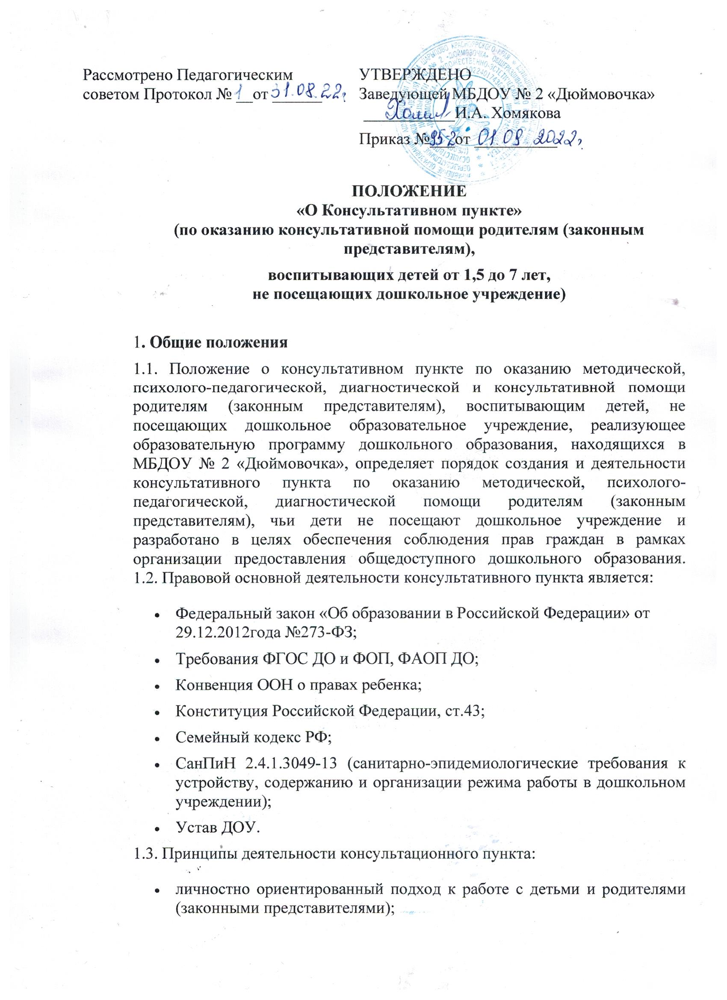 Рассмотрено Педагогическим
советом Протокол № 1 от 31.08.22г
УТВЕРЖДЕНО
Заведующей МБДОУ № 2 «Дюймовочка»
И.А. Хомякова
Приказ №95-2 от 01.09.2022г
ПОЛОЖЕНИЕ
«О Консультативном пункте»
(по оказанию консультативной помощи родителям (законным
представителям),
воспитывающих детей от 1,5 до 7 лет,
не посещающих дошкольное учреждение)
1. Общие положения
1.1. Положение о консультативном пункте по оказанию методической,
психолого-педагогической, диагностической и консультативной помощи
родителям (законным представителям), воспитывающим детей, не
посещающих дошкольное образовательное учреждение, реализующее
образовательную программу дошкольного образования, находящихся в
МБДОУ № 2 «Дюймовочка», определяет порядок создания и деятельности
консультативного пункта по оказанию методической, психолого-
педагогической, диагностической помощи родителям (законным
представителям), чьи дети не посещают дошкольное учреждение и
разработано в целях обеспечения соблюдения прав граждан в рамках
организации предоставления общедоступного дошкольного образования.
1.2. Правовой основной деятельности консультативного пункта является:
• Федеральный закон «Об образовании в Российской Федерации» от
29.12.2012года №273-ФЗ;
• Требования ФГОС ДО и ФОП, ФАОП ДО;
• Конвенция ООН о правах ребенка;
• Конституция Российской Федерации, ст.43;
• Семейный кодекс РФ;
• СанПиН 2.4.1.3049-13 (санитарно-эпидемиологические требования к
устройству, содержанию и организации режима работы в дошкольном
учреждении);
• Устав ДОУ.
1.3. Принципы деятельности консультационного пункта:
• личностно ориентированный подход к работе с детьми и родителями
(законными представителями);